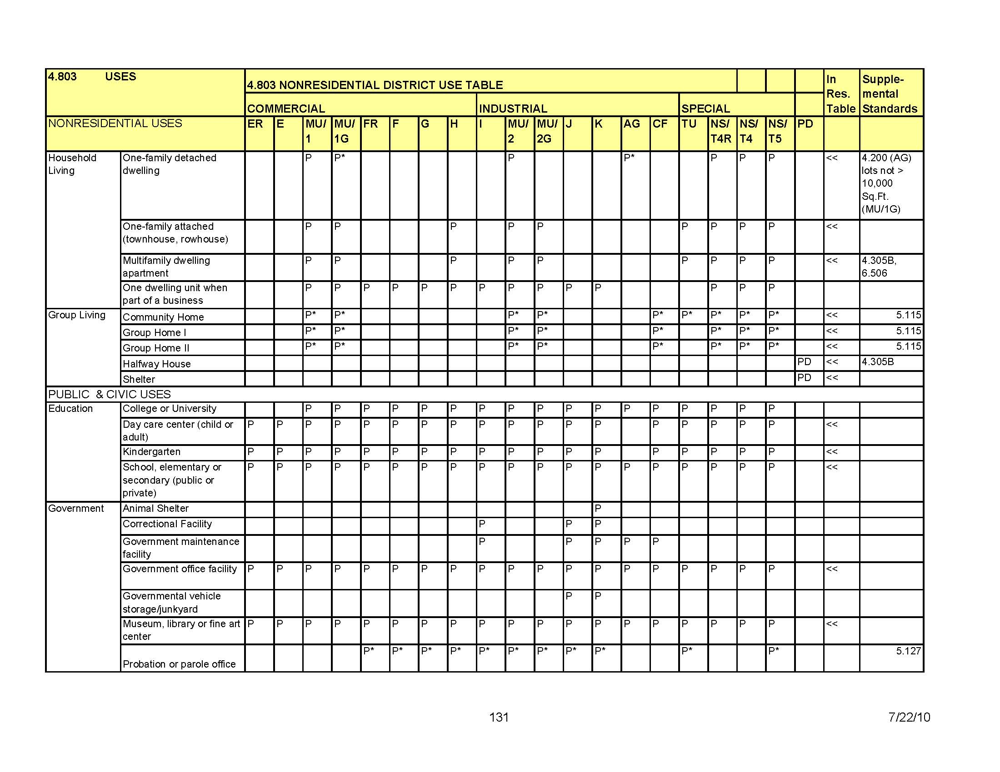 4.803 USES
4.803 NONRESIDENTIAL DISTRICT USE TABLE
In Res. Table
Supple-mental Standards
COMMERCIAL INDUSTRIAL SPECIAL
NONRESIDENTIAL USES ER E MU/1 MU/1G FR F G H I MU/2 MU/2G J K AG CF TU NS/T4R NS/T4 NS/T5 PD
Household Living One-family detached dwelling P P* P P* P P P << 4.200 (AG) lots not > 10,000 Sq.Ft. (MU/1G)
One-family attached (townhouse, rowhouse) P P P P P P P P P <<
Multifamily dwelling apartment P P P P P P P P P << 4.305B, 6.506
One dwelling unit when part of a business P P P P P P P P P P P P P P
Group Living Community Home P* P* P* P* P* P* P* P* P* << 5.115
Group Home I P* P* P* P* P* P* P* P* << 5.115
Group Home II P* P* P* P* P* P* P* P* << 5.115
Halfway House PD << 4.305B
Shelter PD <<
PUBLIC & CIVIC USES
Education College or University P P P P P P P P P P P P P P P P P
Day care center (child or adult) P P P P P P P P P P P P P P P P P P <<
Kindergarten P P P P P P P P P P P P P P P P P P <<
School, elementary or secondary (public or private) P P P P P P P P P P P P P P P P P P P <<
Government Animal Shelter P
Correctional Facility P P P
Government maintenance facility P P P P P
Government office facility P P P P P P P P P P P P P P P P P P P <<
Governmental vehicle storage/junkyard P P
Museum, library or fine art center P P P P P P P P P P P P P P P P P P P <<
Probation or parole office P* P* P* P* P* P* P* P* P* P* P* 5.127
131
7/22/10